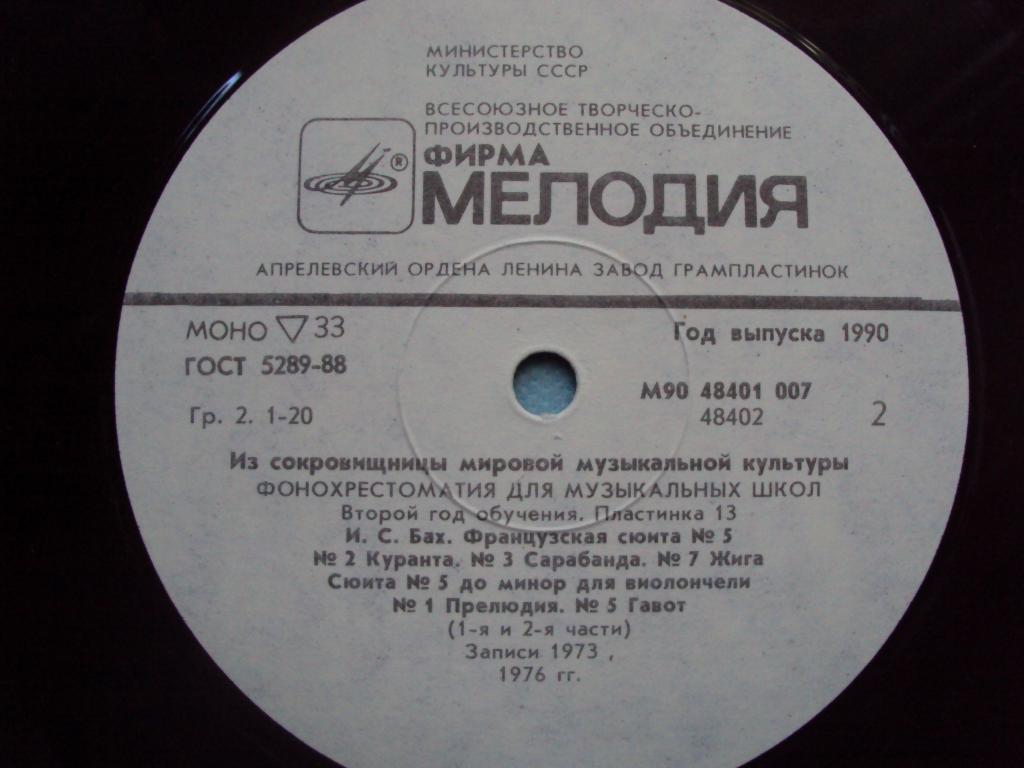 МИНИСТЕРСТВО
КУЛЬТУРЫ СССР
ВСЕСОЮЗНОЕ ТВОРЧЕСКО-
ПРОИЗВОДСТВЕННОЕ ОБЪЕДИНЕНИЕ
®
ФИРМА
МЕЛОДИЯ
АПРЕЛЕВСКИЙ ОРДЕНА ЛЕНИНА ЗАВОД ГРАМПЛАСТИНОК
МОНО ▽ 33
Год выпуска 1990
ГОСТ 5289-88
М90 48401 007
Гр. 2. 1-20
48402
2
Из сокровищницы мировой музыкальной культуры
ФОНОХРЕСТОМАТИЯ ДЛЯ МУЗЫКАЛЬНЫХ ШКОЛ
Второй год обучения. Пластинка 13
И. С. Бах. Французская сюита № 5
№ 2 Куранта. № 3 Сарабанда. № 7 Жига
Сюита № 5 до минор для виолончели
№ 1 Прелюдия. № 5 Гавот
(1-я и 2-я части)
Записи 1973 ,
1976 гг.